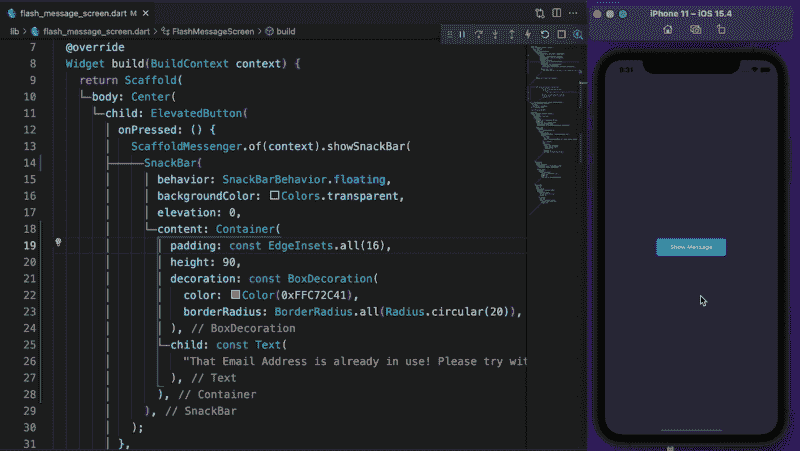 flash_message_screen.dart M
lib > flash_message_screen.dart > FlashMessageScreen > build
7 @override
8 Widget build(BuildContext context) {
9 return Scaffold(
10 body: Center(
11 child: ElevatedButton(
12 onPressed: () {
13 ScaffoldMessenger.of(context).showSnackBar(
14 SnackBar(
15 behavior: SnackBarBehavior.floating,
16 backgroundColor: Colors.transparent,
17 elevation: 0,
18 content: Container(
19 padding: const EdgeInsets.all(16),
20 height: 90,
21 decoration: const BoxDecoration(
22 color: Color(0xFFC72C41),
23 borderRadius: BorderRadius.all(Radius.circular(20)),
24 ), // BoxDecoration
25 child: const Text(
26 "That Email Address is already in use! Please try wit
27 ), // Text
28 ), // Container
29 ), // SnackBar
30 );
31 },
iPhone 11 – iOS 15.4
Show Message